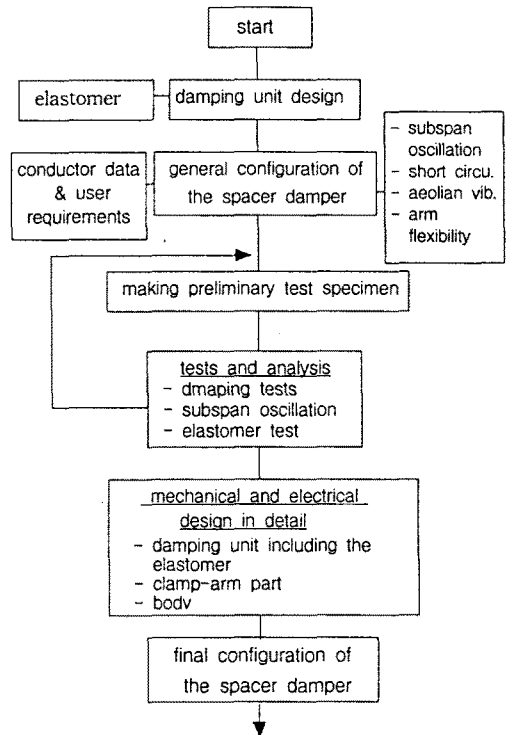 start
elastomer
damping unit design
conductor data
& user
requirements
general configuration of
the spacer damper
- subspan
oscillation
- short circu.
- aeolian vib.
- arm
flexibility
making preliminary test specimen
tests and analysis
- dmaping tests
- subspan oscillation
- elastomer test
mechanical and electrical
design in detail
- damping unit including the
elastomer
- clamp-arm part
- body
final configuration of
the spacer damper